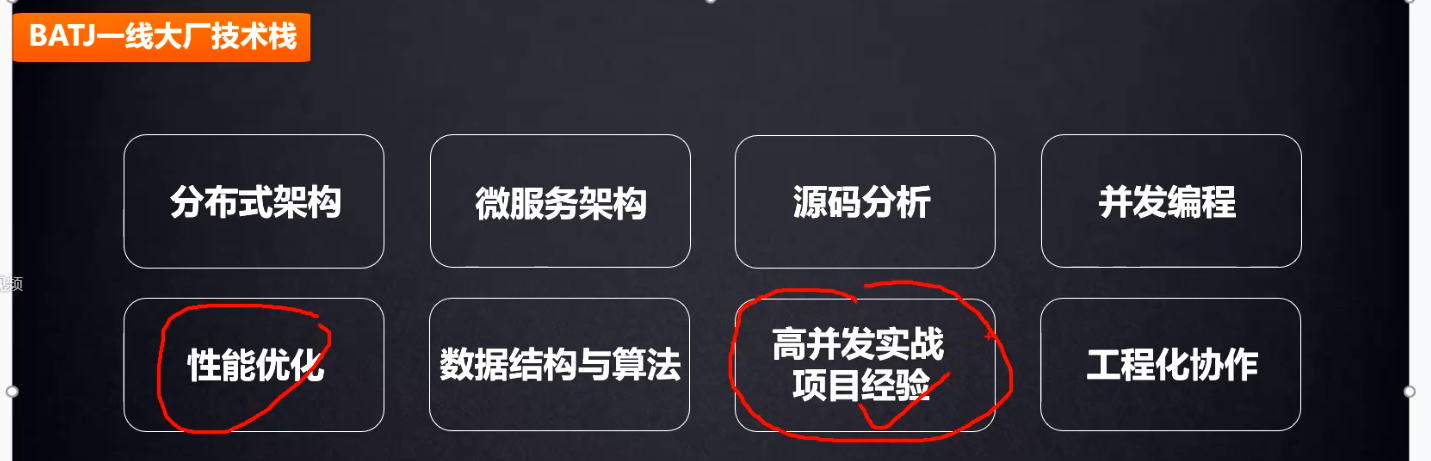 BATJ一线大厂技术栈
分布式架构
微服务架构
源码分析
并发编程
性能优化
数据结构与算法
高并发实战
项目经验
工程化协作